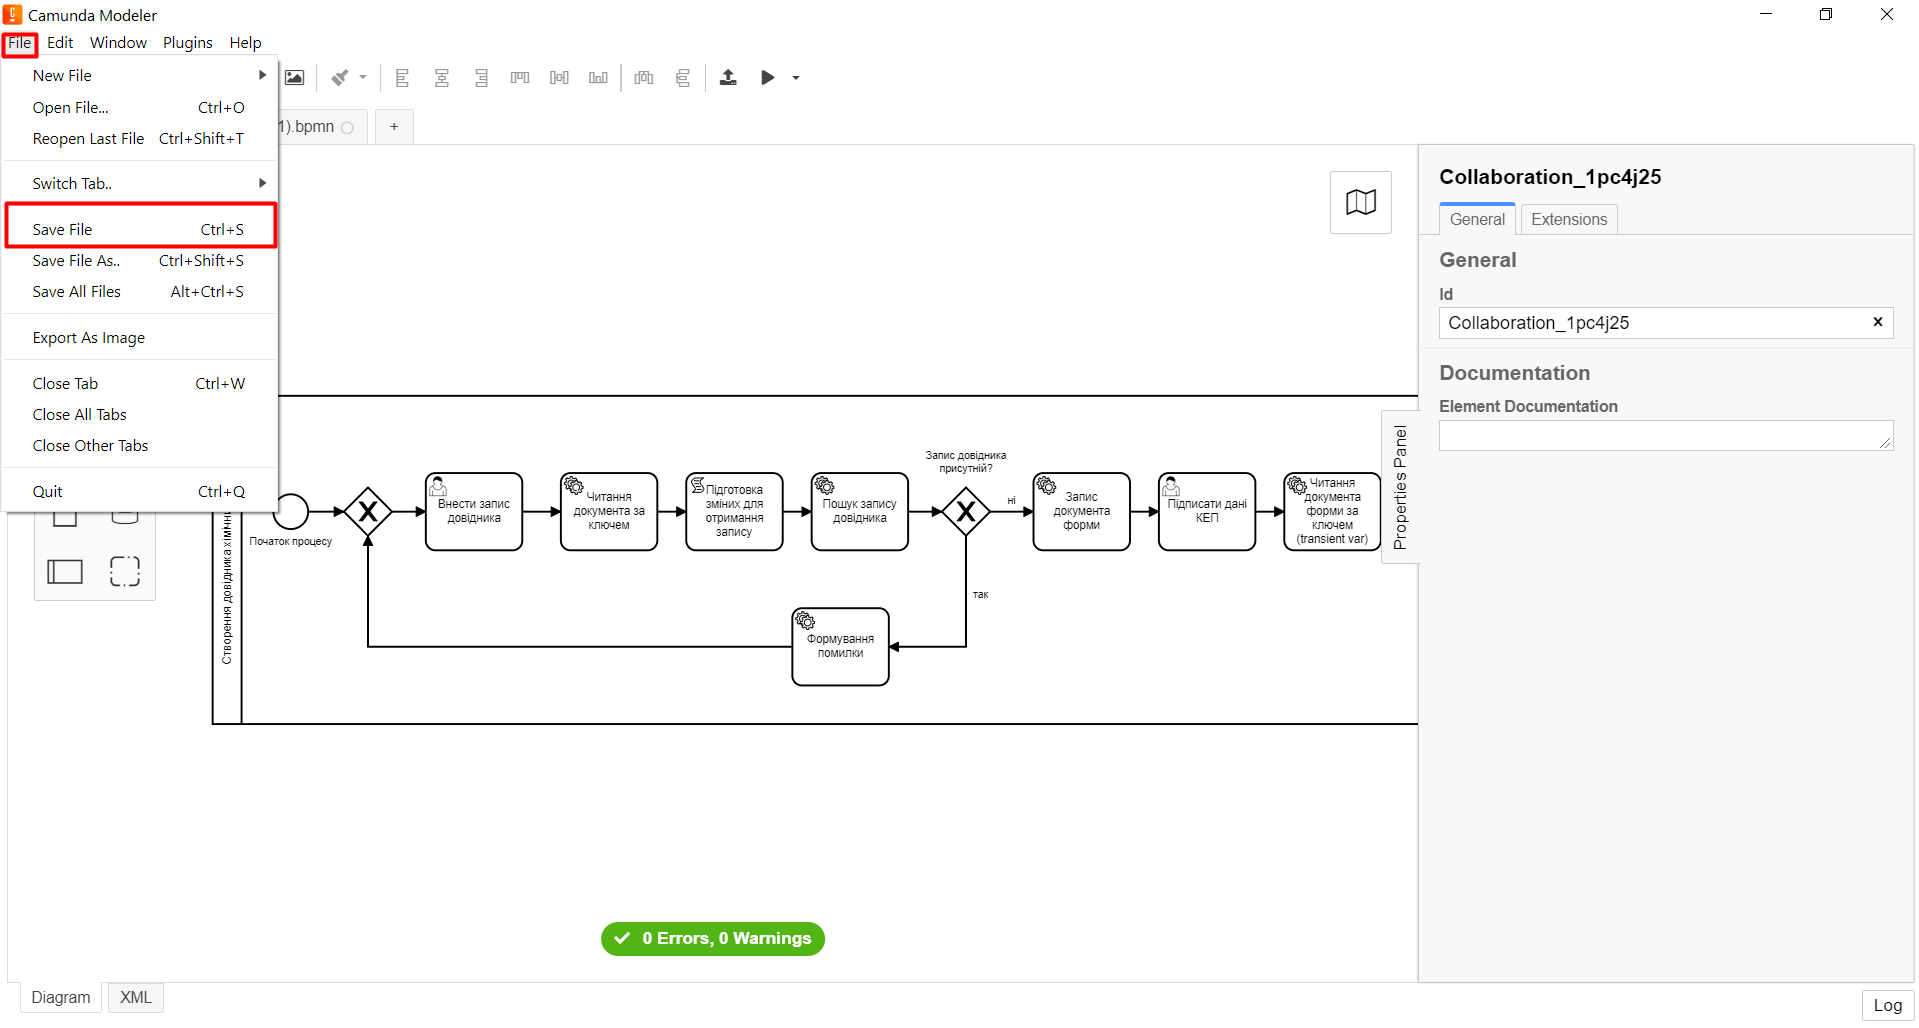 Camunda Modeler
File Edit Window Plugins Help
New File
Open File... Ctrl+O
Reopen Last File Ctrl+Shift+T
Switch Tab..
Save File Ctrl+S
Save File As.. Ctrl+Shift+S
Save All Files Alt+Ctrl+S
Export As Image
Close Tab Ctrl+W
Close All Tabs
Close Other Tabs
Quit Ctrl+Q
1).bpmn
+
Створення довідника
Початок процесу
Внести запис
довідника
Читання
документа за
ключем
Підготовка
зміних для
отримання
запису
Пошук запису
довідника
Запис довідника
присутній?
ні
так
Формування
помилки
Запис
документа
форми
Підписати дані
КЕП
Читання
документа
форми за
ключем
(transient var)
Properties Panel
Collaboration_1pc4j25
General Extensions
General
Id
Collaboration_1pc4j25
Documentation
Element Documentation
0 Errors, 0 Warnings
Diagram XML
Log